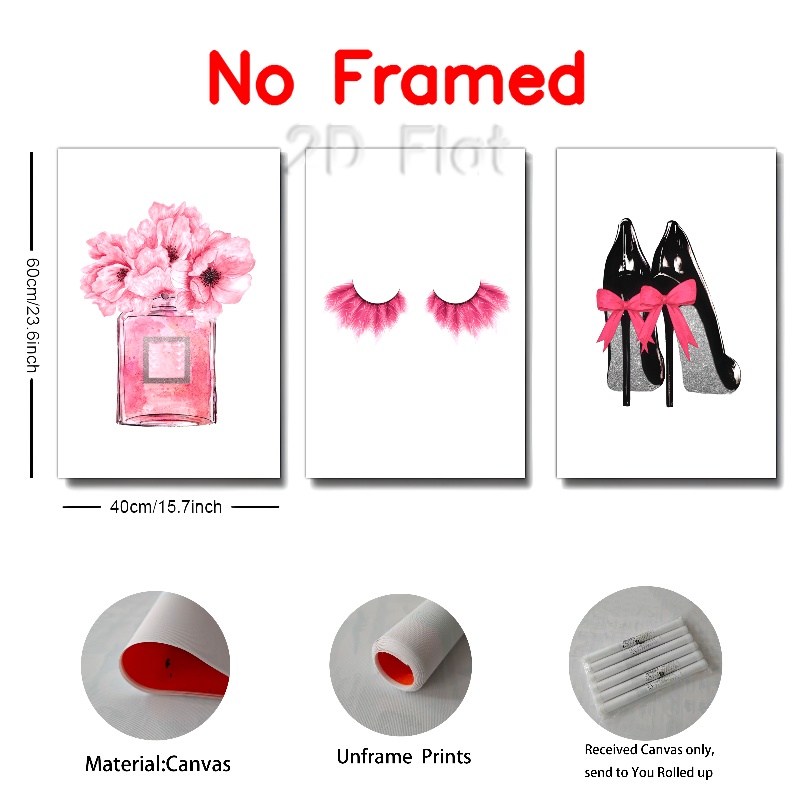 No Framed
2D Flat
60cm/23.6inch
40cm/15.7inch
Material:Canvas
Unframe Prints
Received Canvas only,
send to You Rolled up